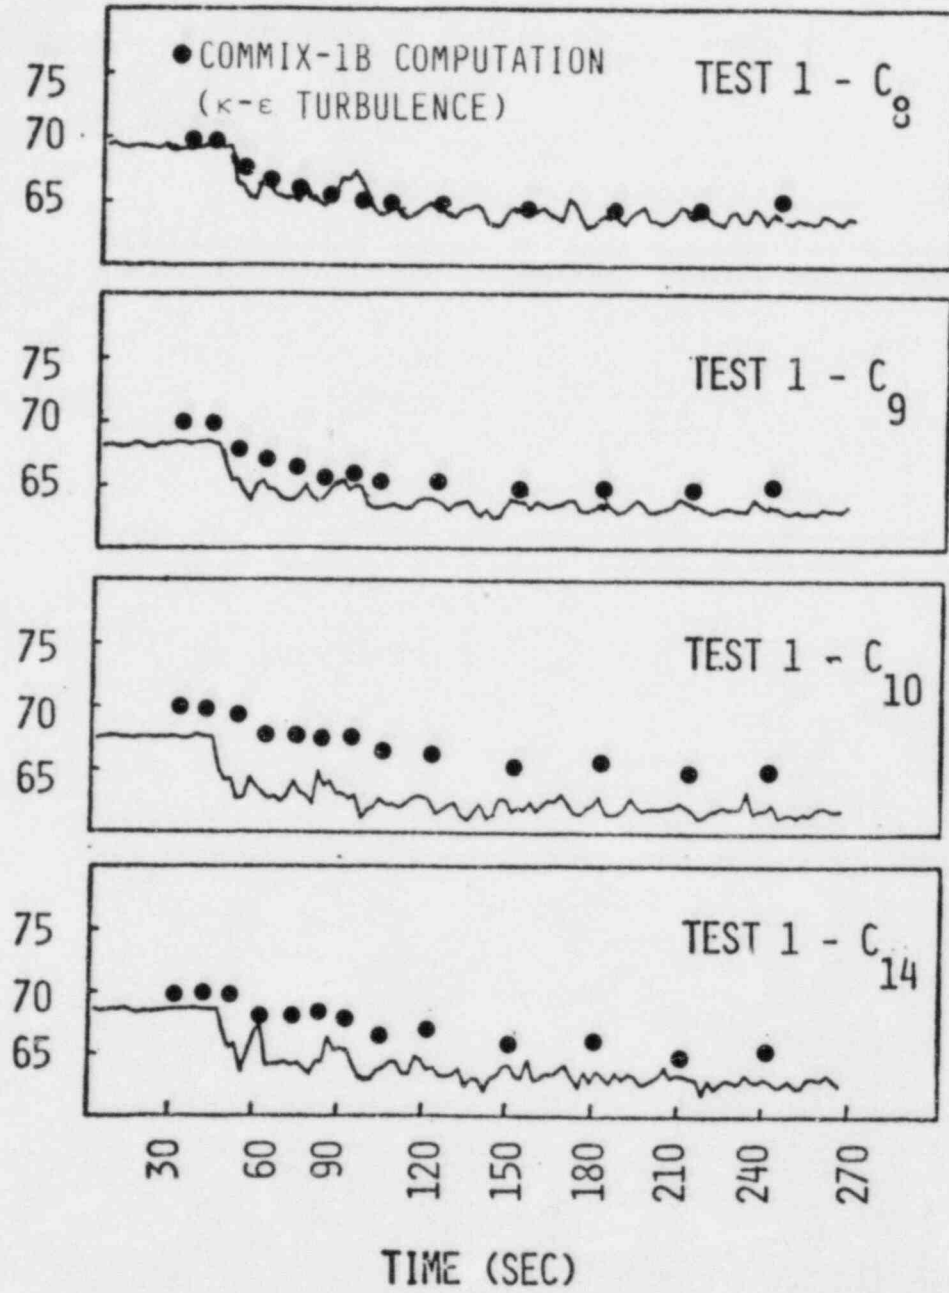 ● COMMIX-1B COMPUTATION
(κ-ε TURBULENCE)
TEST 1 - C8
75
70
65
TEST 1 - C9
75
70
65
TEST 1 - C10
75
70
65
TEST 1 - C14
75
70
65
30 60 90 120 150 180 210 240 270
TIME (SEC)